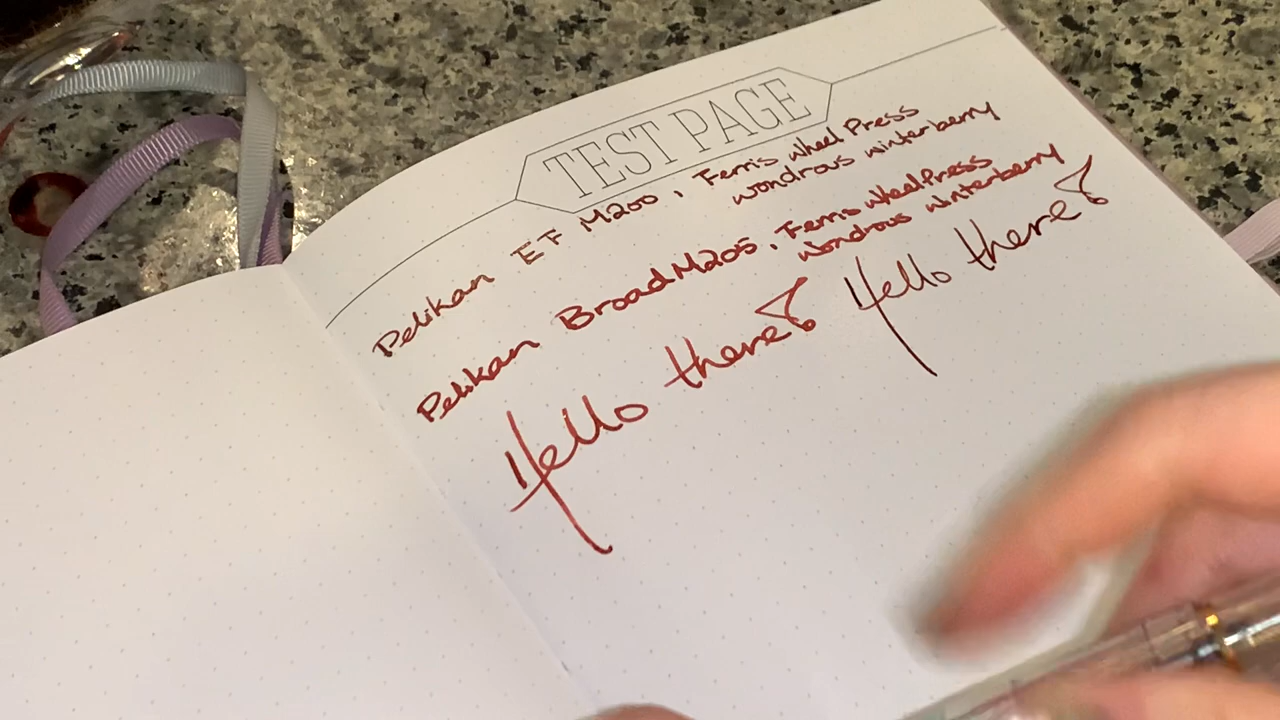 TEST PAGE
Pelikan EF M200, Ferris Wheel Press
wondrous winterberry
Pelikan Broad M205, Ferris Wheel Press
wondrous winterberry
Hello there Hello there